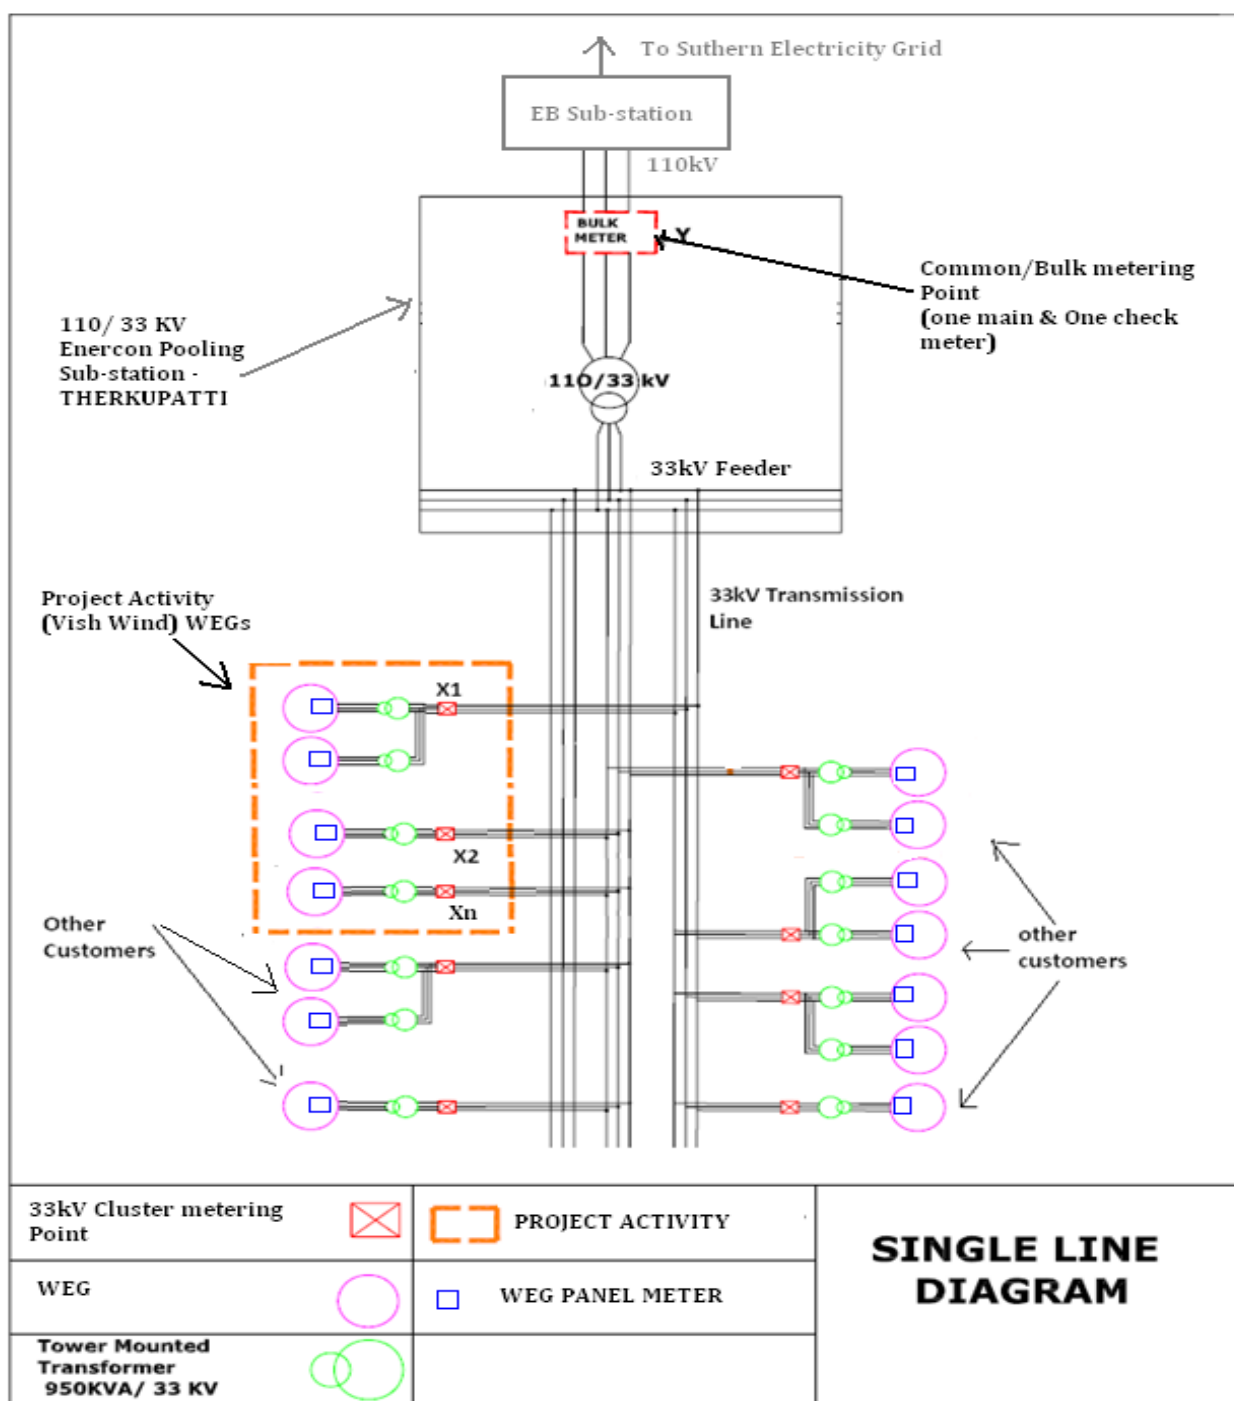 To Suthern Electricity Grid
EB Sub-station
110kV
BULK
METER
Y
Common/Bulk metering
Point
(one main & One check
meter)
110/ 33 KV
Enercon Pooling
Sub-station -
THERKUPATTI
110/33 kV
33kV Feeder
33kV Transmission
Line
Project Activity
(Vish Wind) WEGs
X1
X2
Xn
Other
Customers
other
customers
33kV Cluster metering
Point
PROJECT ACTIVITY
WEG
WEG PANEL METER
Tower Mounted
Transformer
950KVA/ 33 KV
SINGLE LINE
DIAGRAM